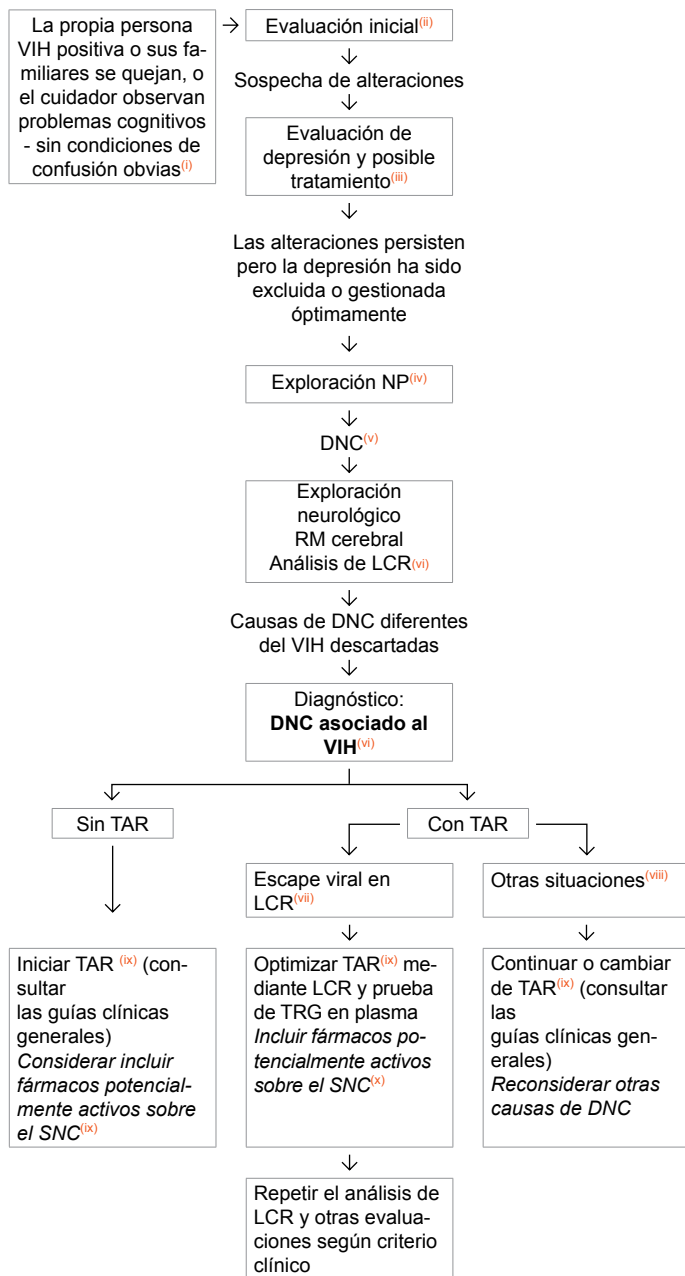 La propia persona
VIH positiva o sus fa-
miliares se quejan, o
el cuidador observan
problemas cognitivos
- sin condiciones de
confusión obvias(i)
Evaluación inicial(ii)
Sospecha de alteraciones
Evaluación de
depresión y posible
tratamiento(iii)
Las alteraciones persisten
pero la depresión ha sido
excluida o gestionada
óptimamente
Exploración NP(iv)
DNC(v)
Exploración
neurológico
RM cerebral
Análisis de LCR(vi)
Causas de DNC diferentes
del VIH descartadas
Diagnóstico:
DNC asociado al
VIH(vi)
Sin TAR
Con TAR
Escape viral en
LCR(vii)
Otras situaciones(viii)
Iniciar TAR (ix) (con-
sultar
las guías clínicas
generales)
Considerar incluir
fármacos potencial-
mente activos sobre
el SNC(ix)
Optimizar TAR(ix) me-
diante LCR y prueba
de TRG en plasma
Incluir fármacos po-
tencialmente activos
sobre el SNC(x)
Continuar o cambiar
de TAR(ix) (consultar
las
guías clínicas gen-
erales)
Reconsiderar otras
causas de DNC
Repetir el análisis de
LCR y otras evalua-
ciones según criterio
clínico